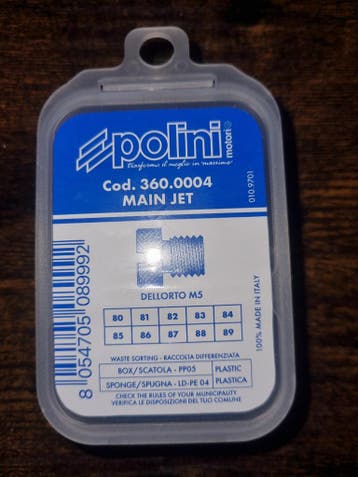 polini
motori
trasforma il meglio in 'massimo'
Cod. 360.0004
MAIN JET
010.9701
DELLORTO M5
80 81 82 83 84
85 86 87 88 89
100% MADE IN ITALY
8 054705 089992
WASTE SORTING - RACCOLTA DIFFERENZIATA
BOX/SCATOLA - PP05 PLASTIC
SPONGE/SPUGNA - LD-PE 04 PLASTICA
CHECK THE RULES OF YOUR MUNICIPALITY
VERIFICA LE DISPOSIZIONI DEL TUO COMUNE